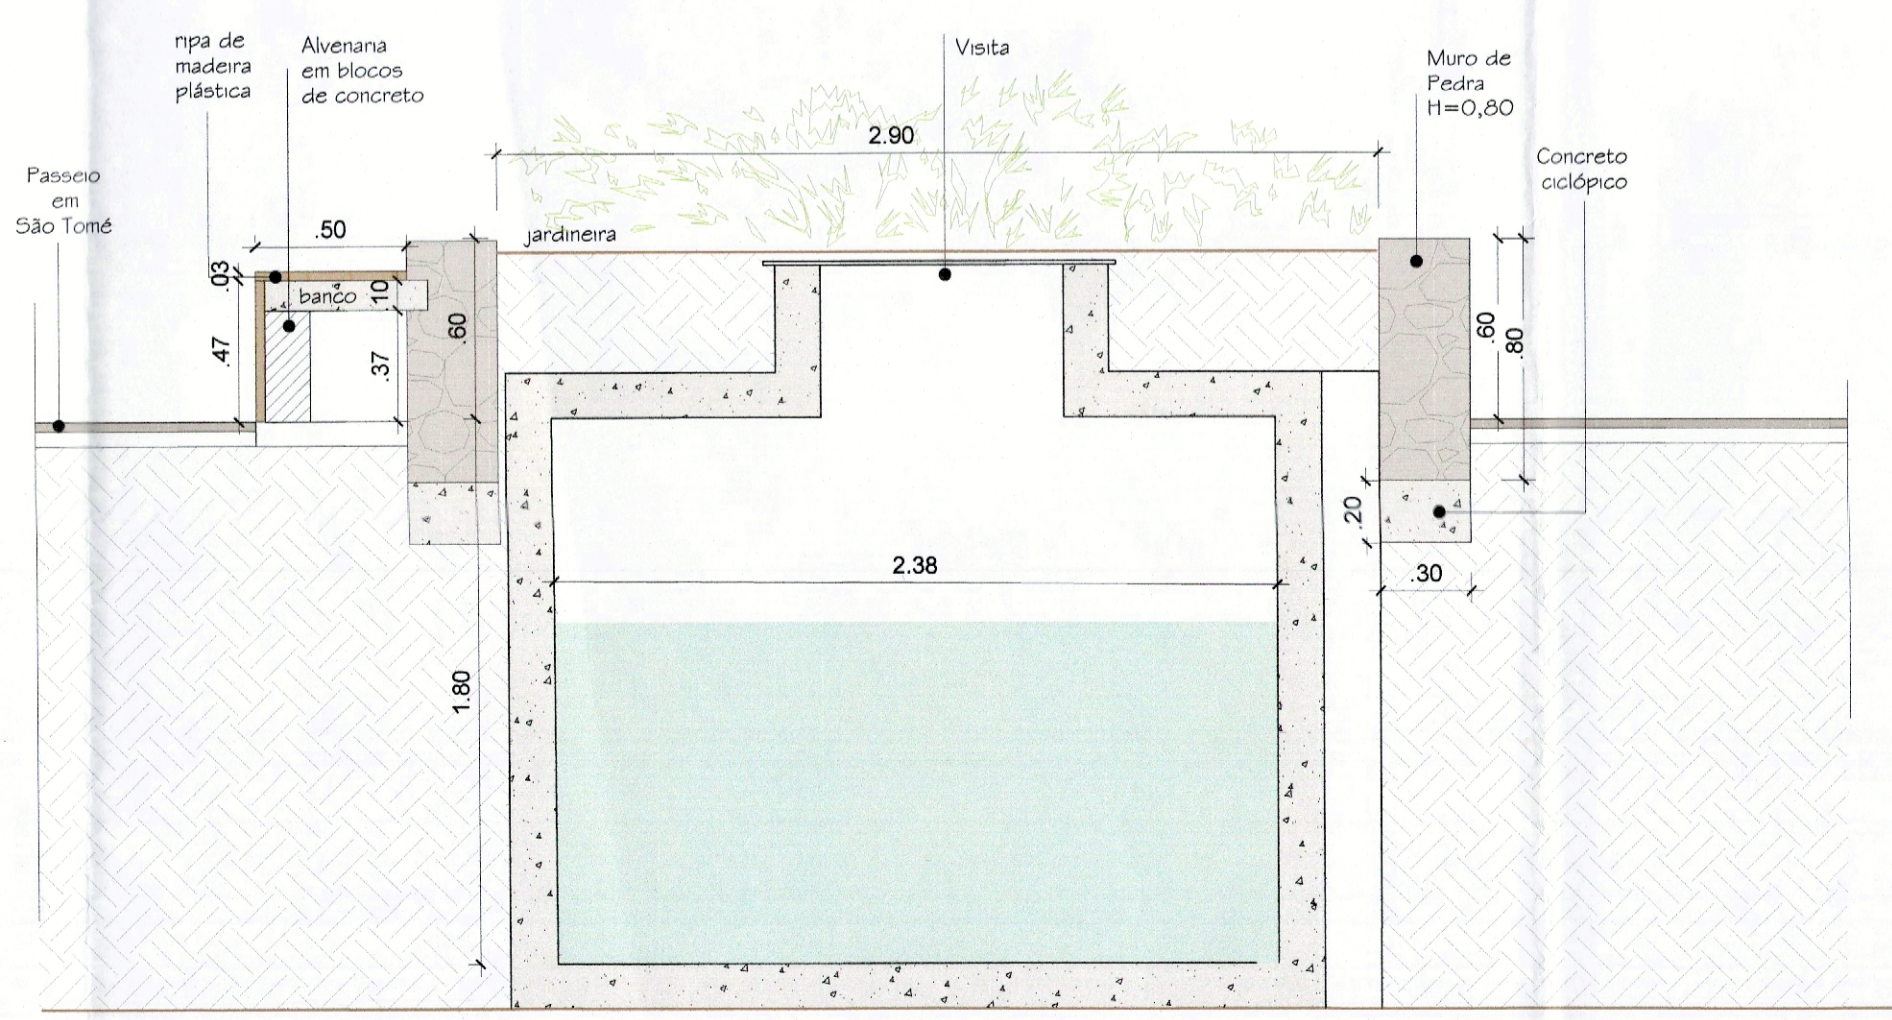 ripa de
madeira
plástica
Alvenaria
em blocos
de concreto
Visita
Muro de
Pedra
H=0,80
Concreto
ciclópico
Passeio
em
São Tomé
2.90
.50
jardineira
.03
banco
.10
.60
.47
.37
.60
.80
.20
2.38
.30
1.80